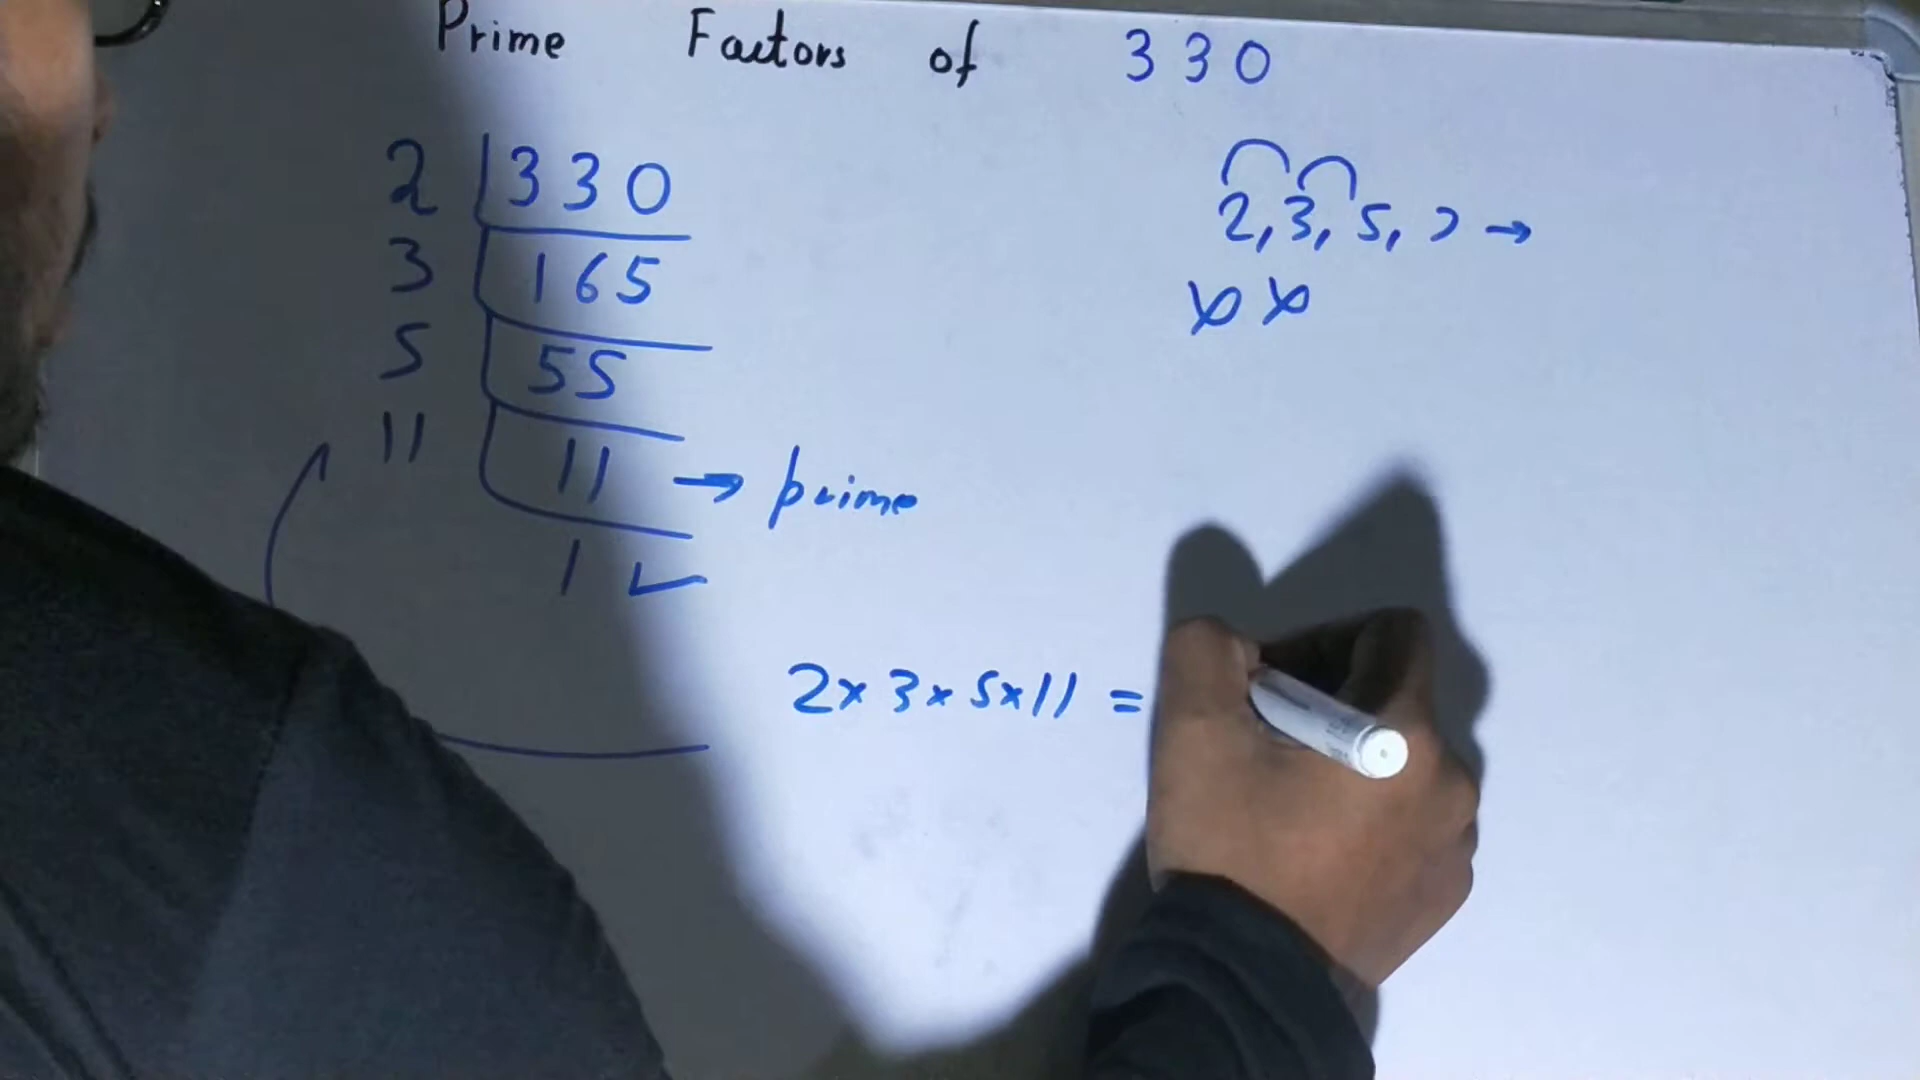 Prime Factors of 330
2 | 330
3 | 165
5 | 55
11 | 11 → prime
1 ✓
2, 3, 5, 7 →
2 x 3 x 5 x 11 =